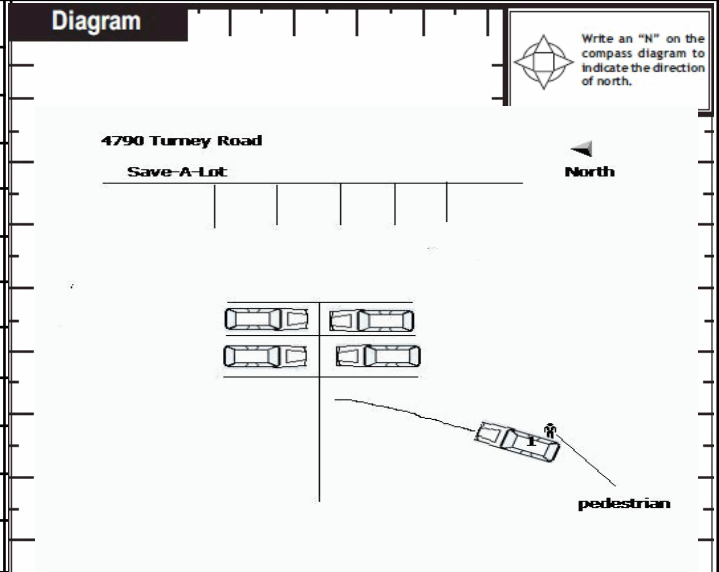 Diagram
Write an “N” on the
compass diagram to
indicate the direction
of north.
4790 Turney Road
Save-A-Lot
North
1
pedestrian